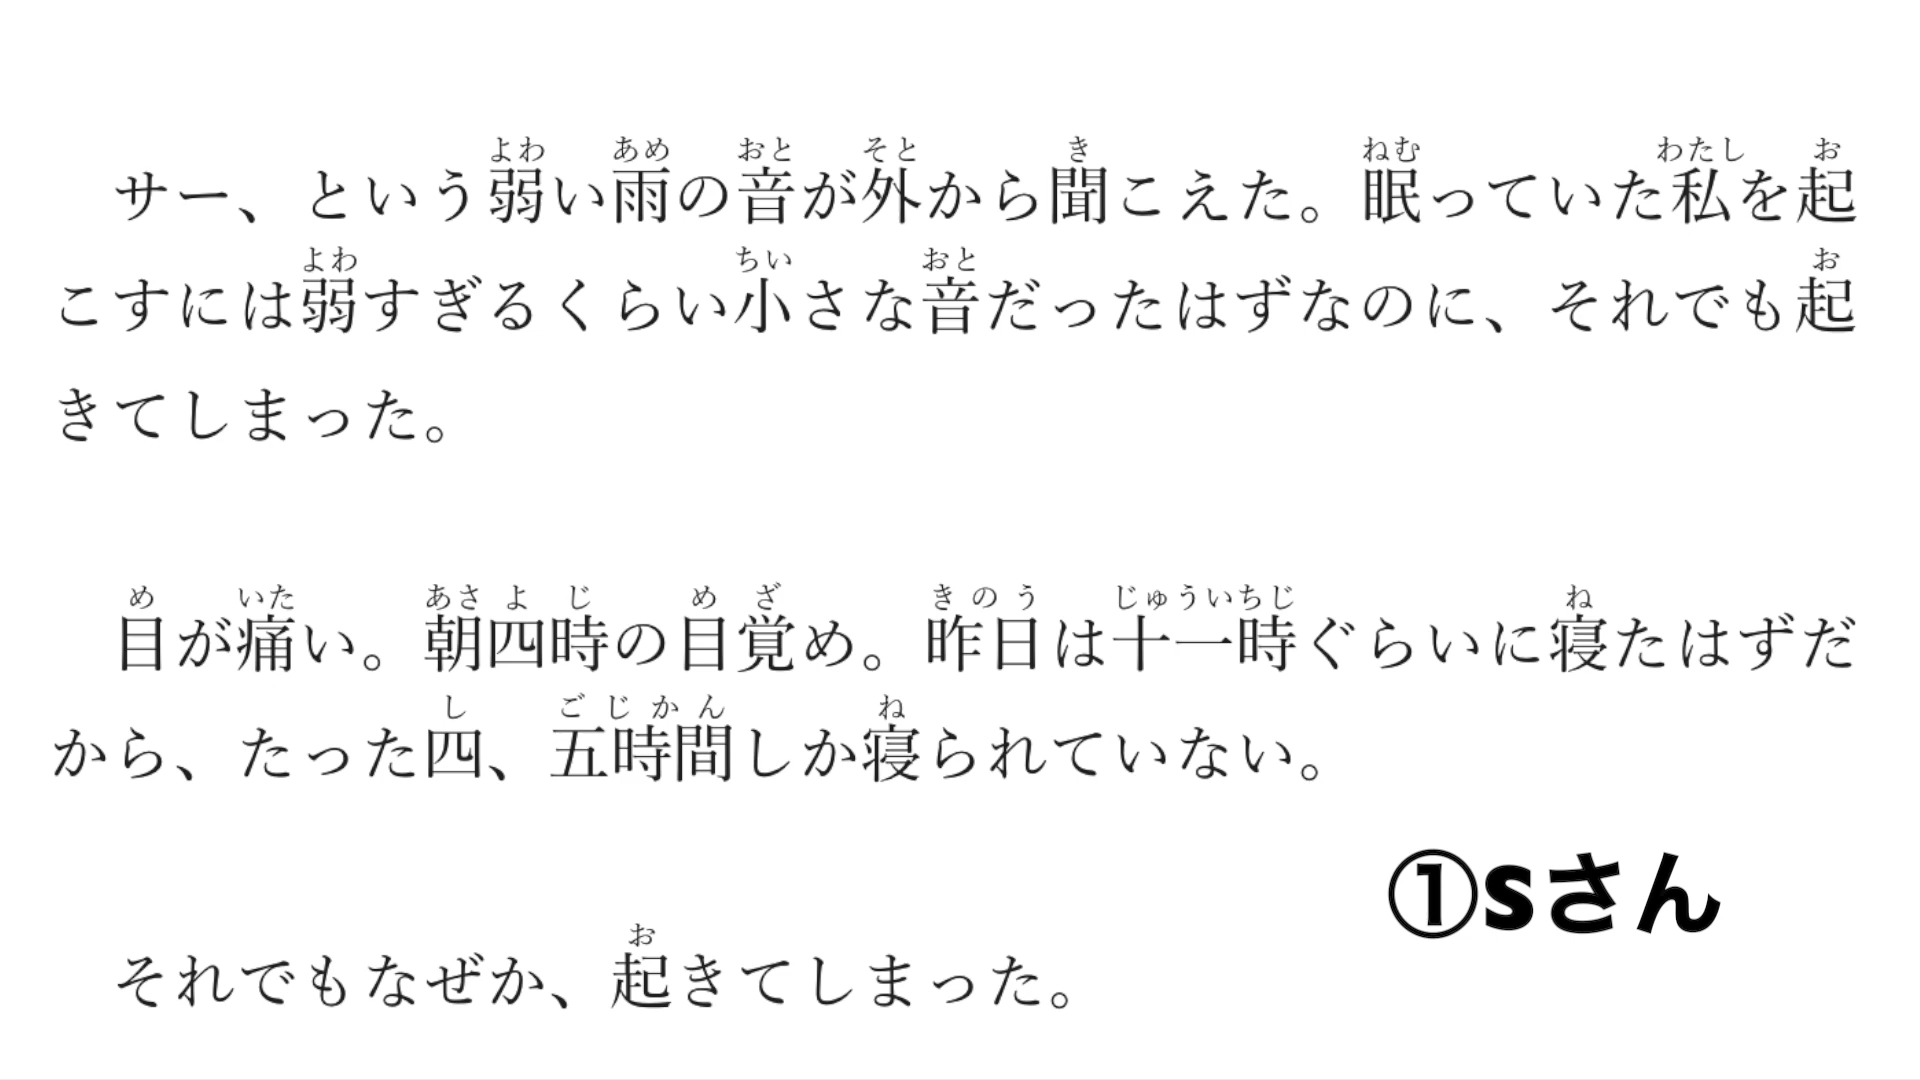 サー、という弱い雨の音が外から聞こえた。眠っていた私を起
こすには弱すぎるくらい小さな音だったはずなのに、それでも起
きてしまった。
目が痛い。朝四時の目覚め。昨日は十一時ぐらいに寝たはずだ
から、たった四、五時間しか寝られていない。
①Sさん
それでもなぜか、起きてしまった。